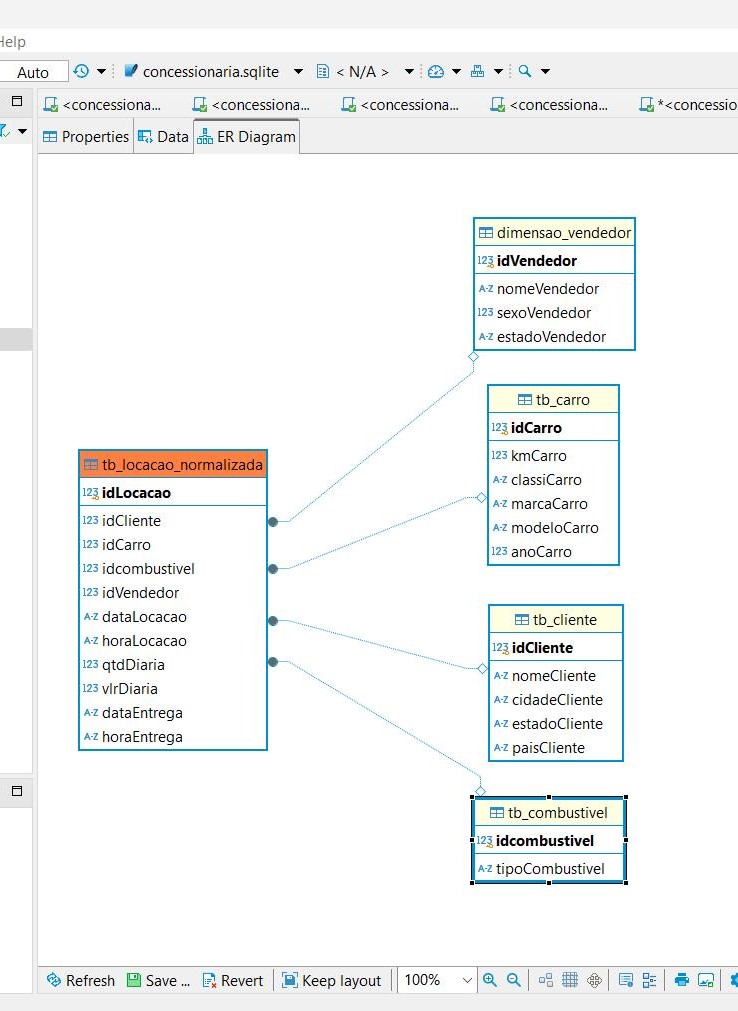 Help
Auto
concessionaria.sqlite
< N/A >
<concessiona...
<concessiona...
<concessiona...
<concessiona...
*<concessio
Properties
Data
ER Diagram
dimensao_vendedor
123 idVendedor
A-Z nomeVendedor
123 sexoVendedor
A-Z estadoVendedor
tb_carro
123 idCarro
123 kmCarro
A-Z classiCarro
A-Z marcaCarro
A-Z modeloCarro
123 anoCarro
tb_locacao_normalizada
123 idLocacao
123 idCliente
123 idCarro
123 idcombustivel
123 idVendedor
A-Z dataLocacao
A-Z horaLocacao
123 qtdDiaria
123 vlrDiaria
A-Z dataEntrega
A-Z horaEntrega
tb_cliente
123 idCliente
A-Z nomeCliente
A-Z cidadeCliente
A-Z estadoCliente
A-Z paisCliente
tb_combustivel
123 idcombustivel
A-Z tipoCombustivel
Refresh
Save ...
Revert
Keep layout
100%